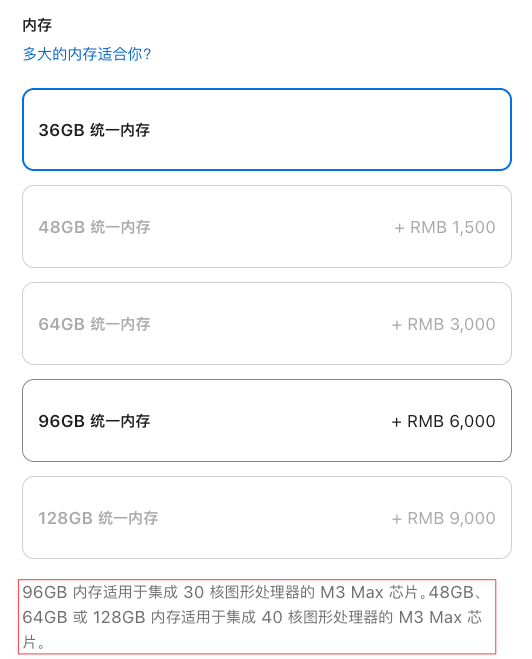 内存
多大的内存适合你?
36GB 统一内存
48GB 统一内存 + RMB 1,500
64GB 统一内存 + RMB 3,000
96GB 统一内存 + RMB 6,000
128GB 统一内存 + RMB 9,000
96GB 内存适用于集成 30 核图形处理器的 M3 Max 芯片。48GB、
64GB 或 128GB 内存适用于集成 40 核图形处理器的 M3 Max 芯
片。